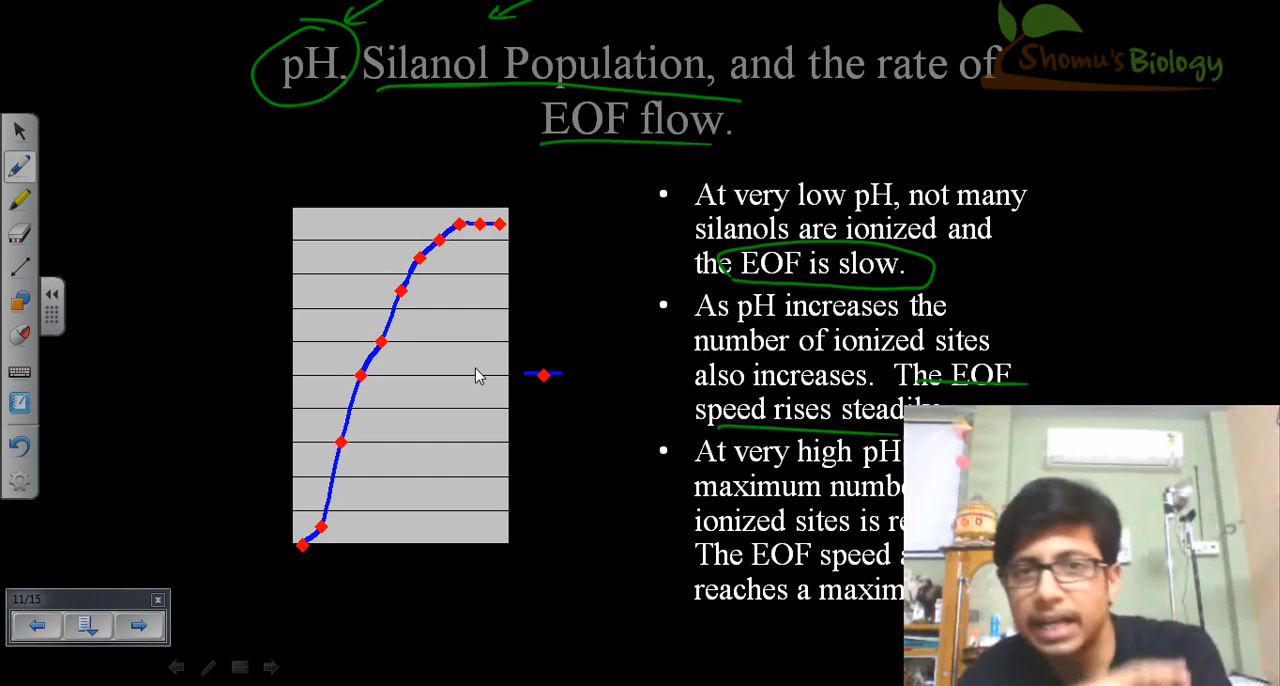 pH. Silanol Population, and the rate of
EOF flow.
Shomu's Biology
• At very low pH, not many
silanols are ionized and
the EOF is slow.
• As pH increases the
number of ionized sites
also increases. The EOF
speed rises steadily.
• At very high pH
maximum
ionized sites is
The EOF speed
reaches a
11/15